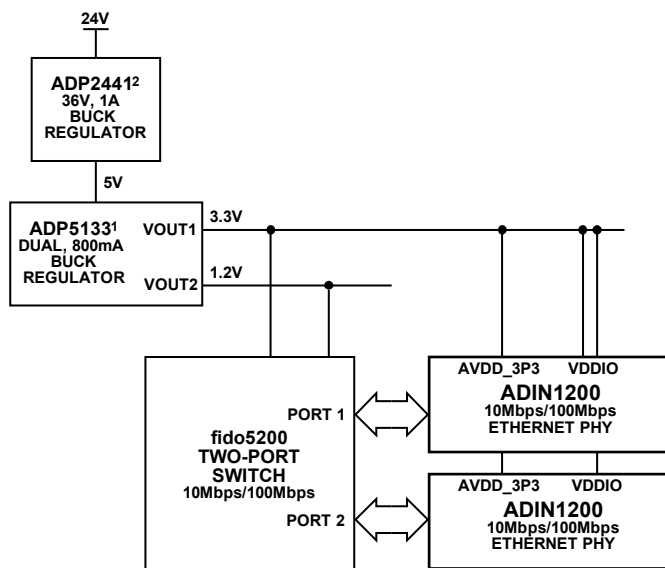 24V
ADP2441²
36V, 1A
BUCK
REGULATOR
5V
ADP5133¹
DUAL, 800mA
BUCK
REGULATOR
VOUT1
3.3V
VOUT2
1.2V
fido5200
TWO-PORT
SWITCH
10Mbps/100Mbps
PORT 1
PORT 2
AVDD_3P3 VDDIO
ADIN1200
10Mbps/100Mbps
ETHERNET PHY
AVDD_3P3 VDDIO
ADIN1200
10Mbps/100Mbps
ETHERNET PHY